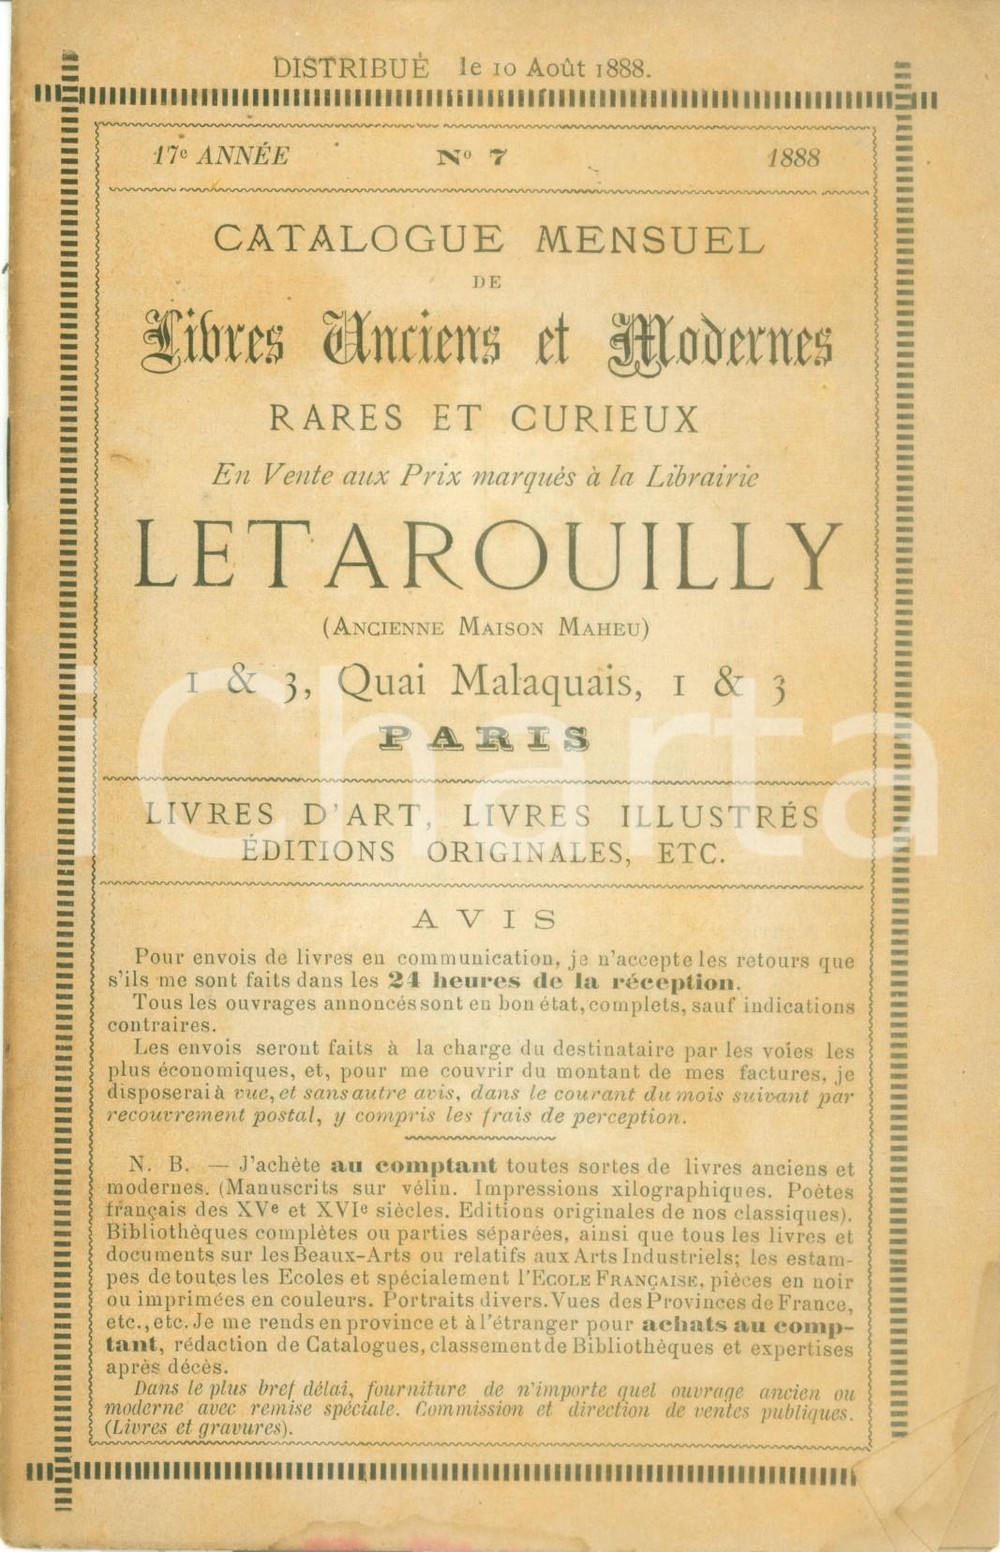 DISTRIBUÉ le 10 Août 1888.
17e ANNÉE No 7 1888
CATALOGUE MENSUEL
DE
Livres Anciens et Modernes
RARES ET CURIEUX
En Vente aux Prix marqués à la Librairie
LETAROUILLY
(ANCIENNE MAISON MAHEU)
1 & 3, Quai Malaquais, 1 & 3
PARIS
LIVRES D'ART, LIVRES ILLUSTRÉS
ÉDITIONS ORIGINALES, ETC.
AVIS
Pour envois de livres en communication, je n'accepte les retours que
s'ils me sont faits dans les 24 heures de la réception.
Tous les ouvrages annoncés sont en bon état, complets, sauf indications
contraires.
Les envois seront faits à la charge du destinataire par les voies les
plus économiques, et, pour me couvrir du montant de mes factures, je
disposerai à vue, et sans autre avis, dans le courant du mois suivant par
recouvrement postal, y compris les frais de perception.
N. B. — J'achète au comptant toutes sortes de livres anciens et
modernes. (Manuscrits sur vélin. Impressions xilographiques. Poètes
français des XVe et XVIe siècles. Editions originales de nos classiques).
Bibliothèques complètes ou parties séparées, ainsi que tous les livres et
documents sur les Beaux-Arts ou relatifs aux Arts Industriels; les estam-
pes de toutes les Ecoles et spécialement l'ECOLE FRANÇAISE, pièces en noir
ou imprimées en couleurs. Portraits divers. Vues des Provinces de France,
etc., etc. Je me rends en province et à l'étranger pour achats au comp-
tant, rédaction de Catalogues, classement de Bibliothèques et expertises
après décès.
Dans le plus bref délai, fourniture de n'importe quel ouvrage ancien ou
moderne avec remise spéciale. Commission et direction de ventes publiques.
(Livres et gravures).
Charta